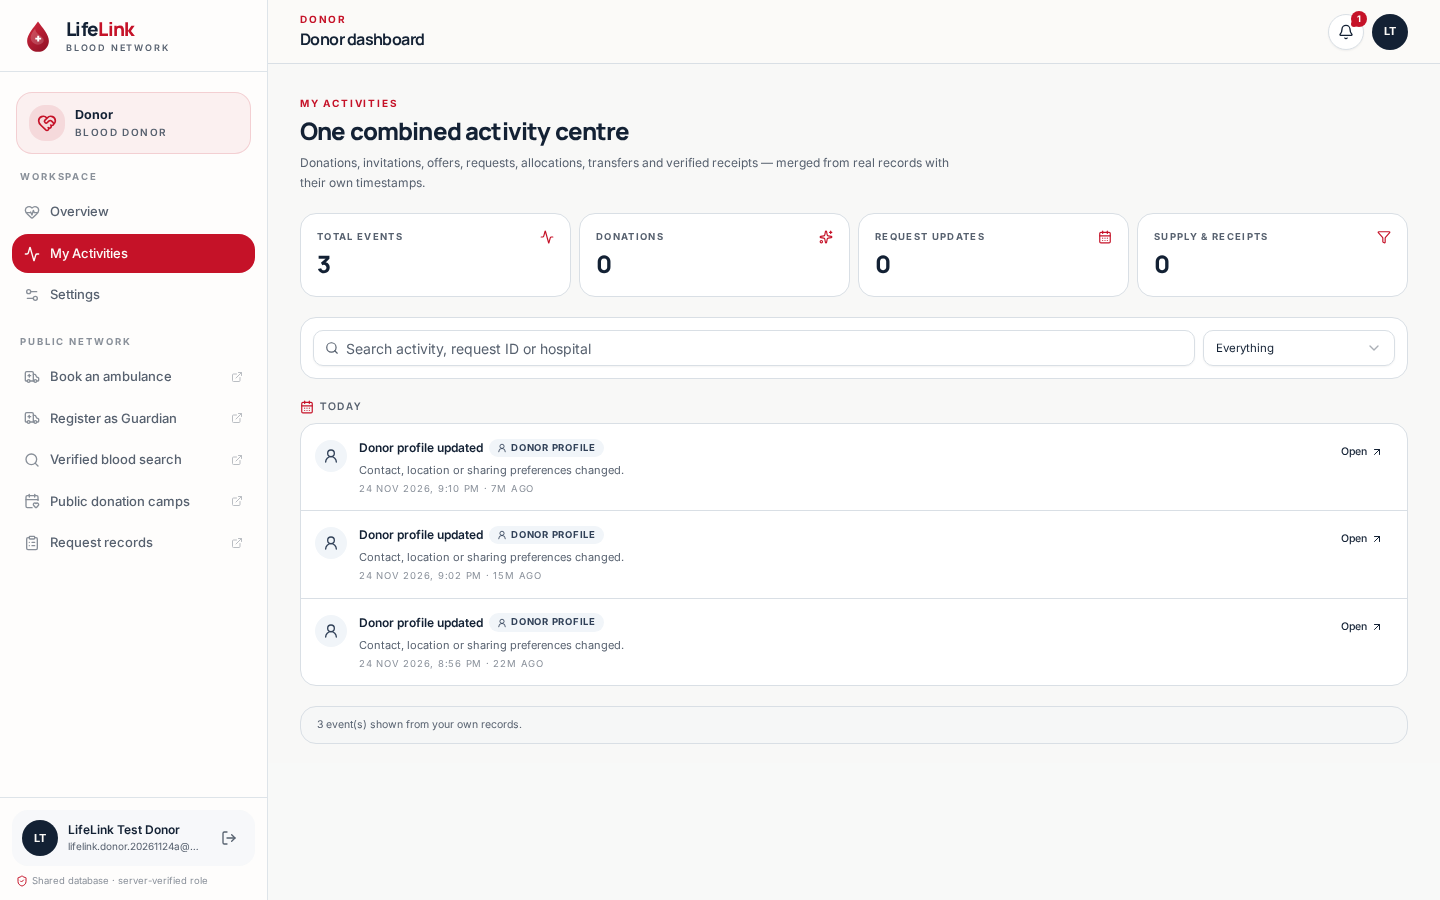 LifeLink
BLOOD NETWORK
Donor
BLOOD DONOR
WORKSPACE
Overview
My Activities
Settings
PUBLIC NETWORK
Book an ambulance
Register as Guardian
Verified blood search
Public donation camps
Request records
LT
LifeLink Test Donor
lifelink.donor.20261124a@...
Shared database · server-verified role
DONOR
Donor dashboard
1
LT
MY ACTIVITIES
One combined activity centre
Donations, invitations, offers, requests, allocations, transfers and verified receipts — merged from real records with
their own timestamps.
TOTAL EVENTS
3
DONATIONS
0
REQUEST UPDATES
0
SUPPLY & RECEIPTS
0
Search activity, request ID or hospital
Everything
TODAY
Donor profile updated DONOR PROFILE
Open
Contact, location or sharing preferences changed.
24 NOV 2026, 9:10 PM · 7M AGO
Donor profile updated DONOR PROFILE
Open
Contact, location or sharing preferences changed.
24 NOV 2026, 9:02 PM · 15M AGO
Donor profile updated DONOR PROFILE
Open
Contact, location or sharing preferences changed.
24 NOV 2026, 8:56 PM · 22M AGO
3 event(s) shown from your own records.